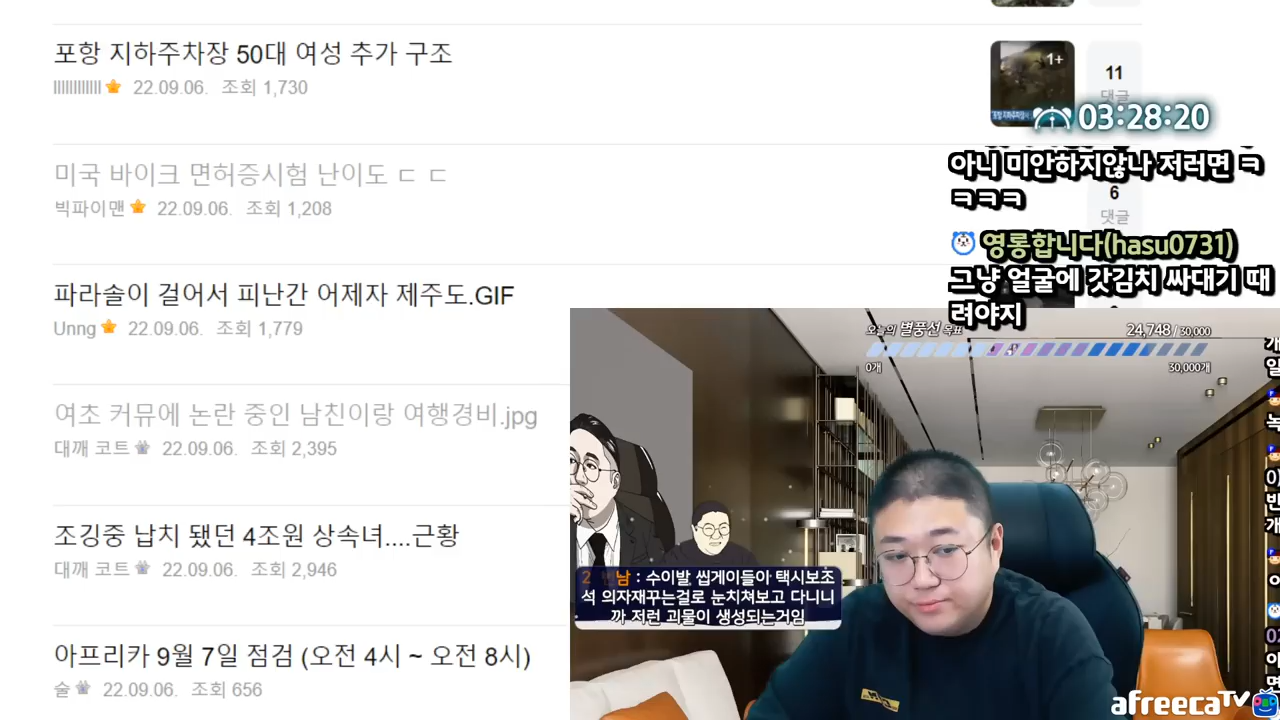 포항 지하주차장 50대 여성 추가 구조
llllllllllll 22.09.06. 조회 1,730
1+
11
댓글
03:28:20
미국 바이크 면허증시험 난이도 ㄷ ㄷ
빅파이맨 22.09.06. 조회 1,208
6
댓글
아니 미안하지않나 저러면 ㅋ
ㅋㅋㅋ
영롱합니다(hasu0731)
그냥 얼굴에 갓김치 싸대기 때
려야지
파라솔이 걸어서 피난간 어제자 제주도.GIF
Unng 22.09.06. 조회 1,779
여초 커뮤에 논란 중인 남친이랑 여행경비.jpg
대깨 코트 22.09.06. 조회 2,395
조깅중 납치 됐던 4조원 상속녀....근황
대깨 코트 22.09.06. 조회 2,946
아프리카 9월 7일 점검 (오전 4시 ~ 오전 8시)
술 22.09.06. 조회 656
오늘의 별풍선 목표
24,748 / 30,000
0개
30,000개
남 : 수이발 씹게이들이 택시보조
석 의자재꾸는걸로 눈치쳐보고 다니니
까 저런 괴물이 생성되는거임
afreecaTV